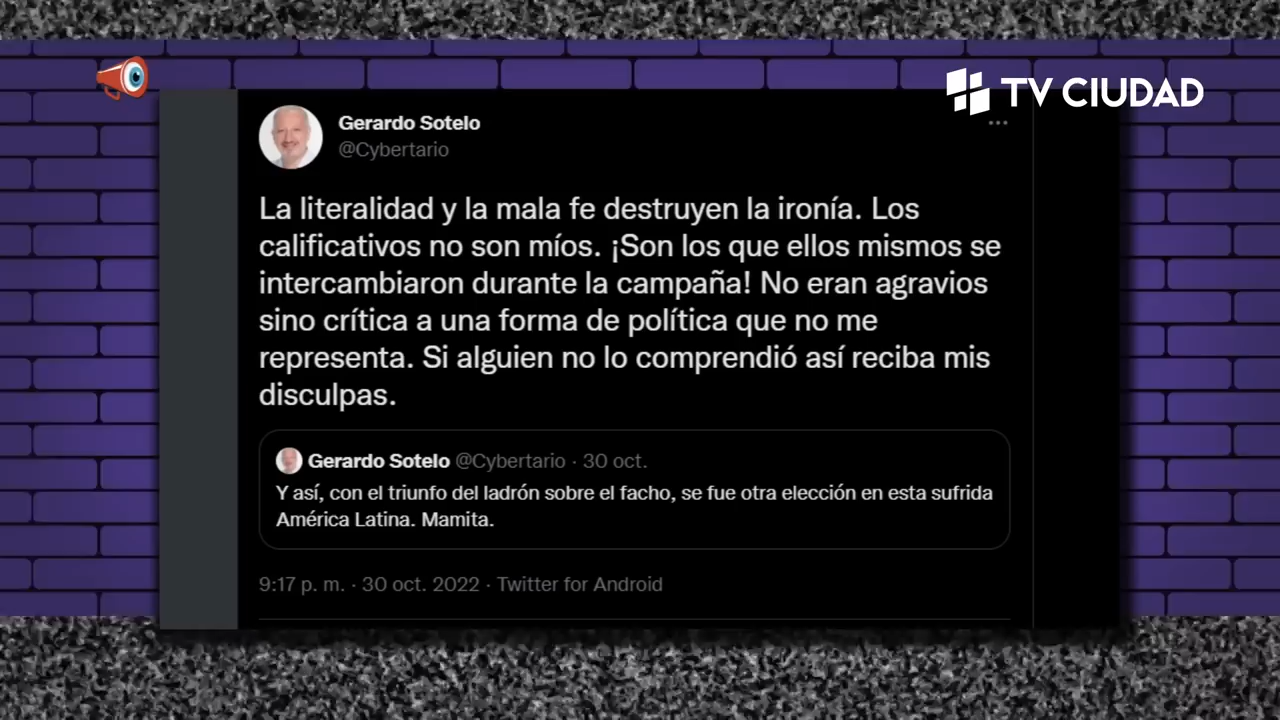 TV CIUDAD
Gerardo Sotelo
@Cybertario
La literalidad y la mala fe destruyen la ironía. Los
calificativos no son míos. ¡Son los que ellos mismos se
intercambiaron durante la campaña! No eran agravios
sino crítica a una forma de política que no me
representa. Si alguien no lo comprendió así reciba mis
disculpas.
Gerardo Sotelo @Cybertario · 30 oct.
Y así, con el triunfo del ladrón sobre el facho, se fue otra elección en esta sufrida
América Latina. Mamita.
9:17 p. m. · 30 oct. 2022 · Twitter for Android